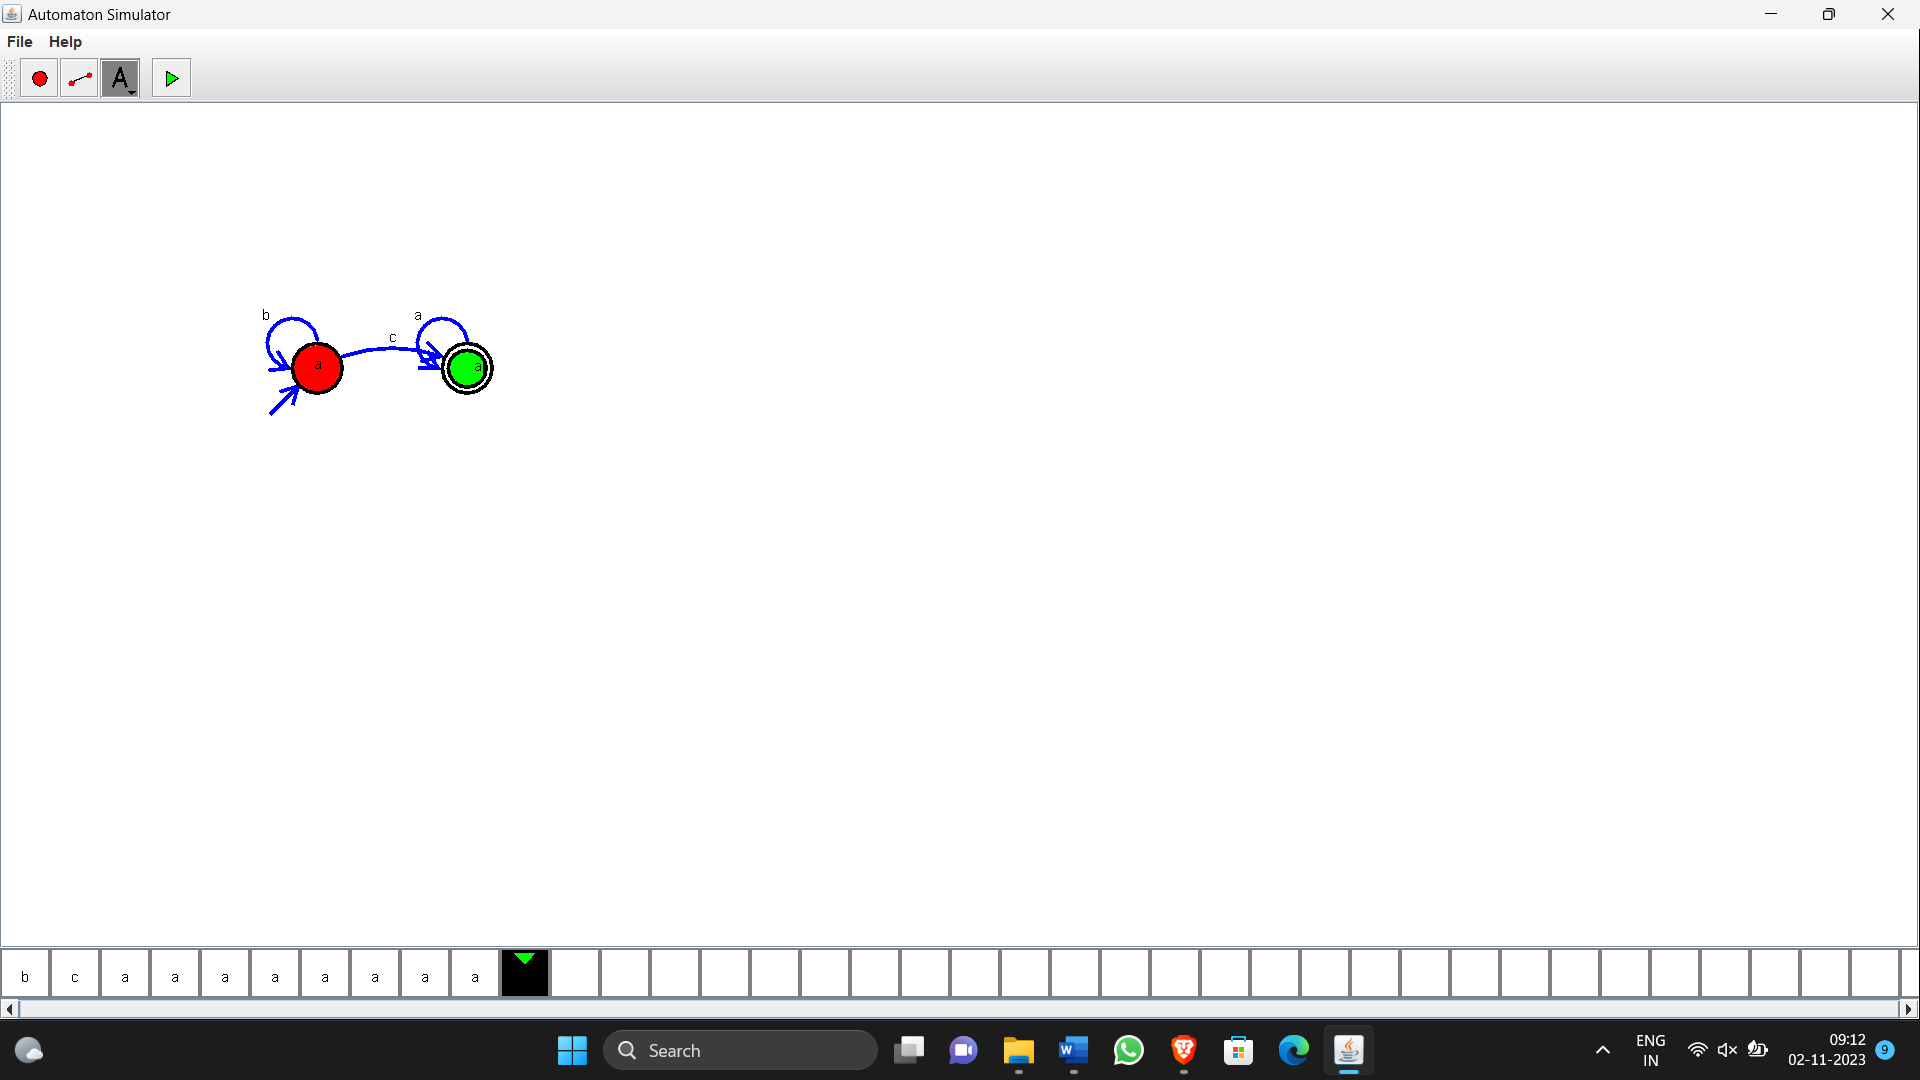 Automaton Simulator
File Help
A
b a
c
a a
b c a a a a a a a a
Search
ENG
IN
09:12
02-11-2023
9